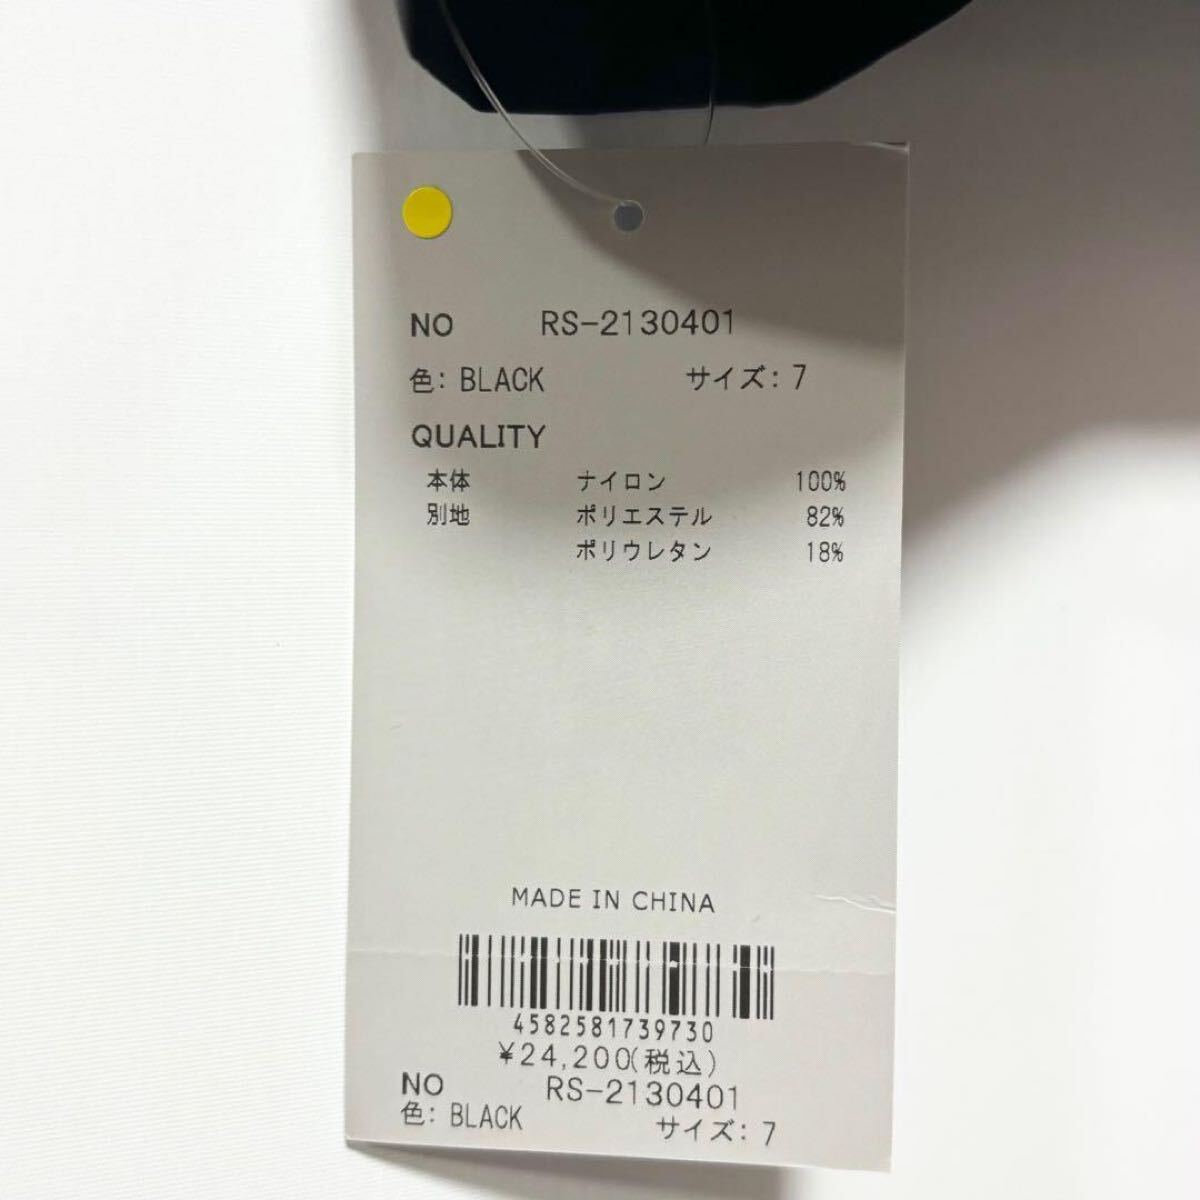 NO RS-2130401
色: BLACK サイズ: 7
QUALITY
本体 ナイロン 100%
別地 ポリエステル 82%
ポリウレタン 18%
MADE IN CHINA
4582581739730
¥24,200(税込)
NO RS-2130401
色: BLACK サイズ: 7